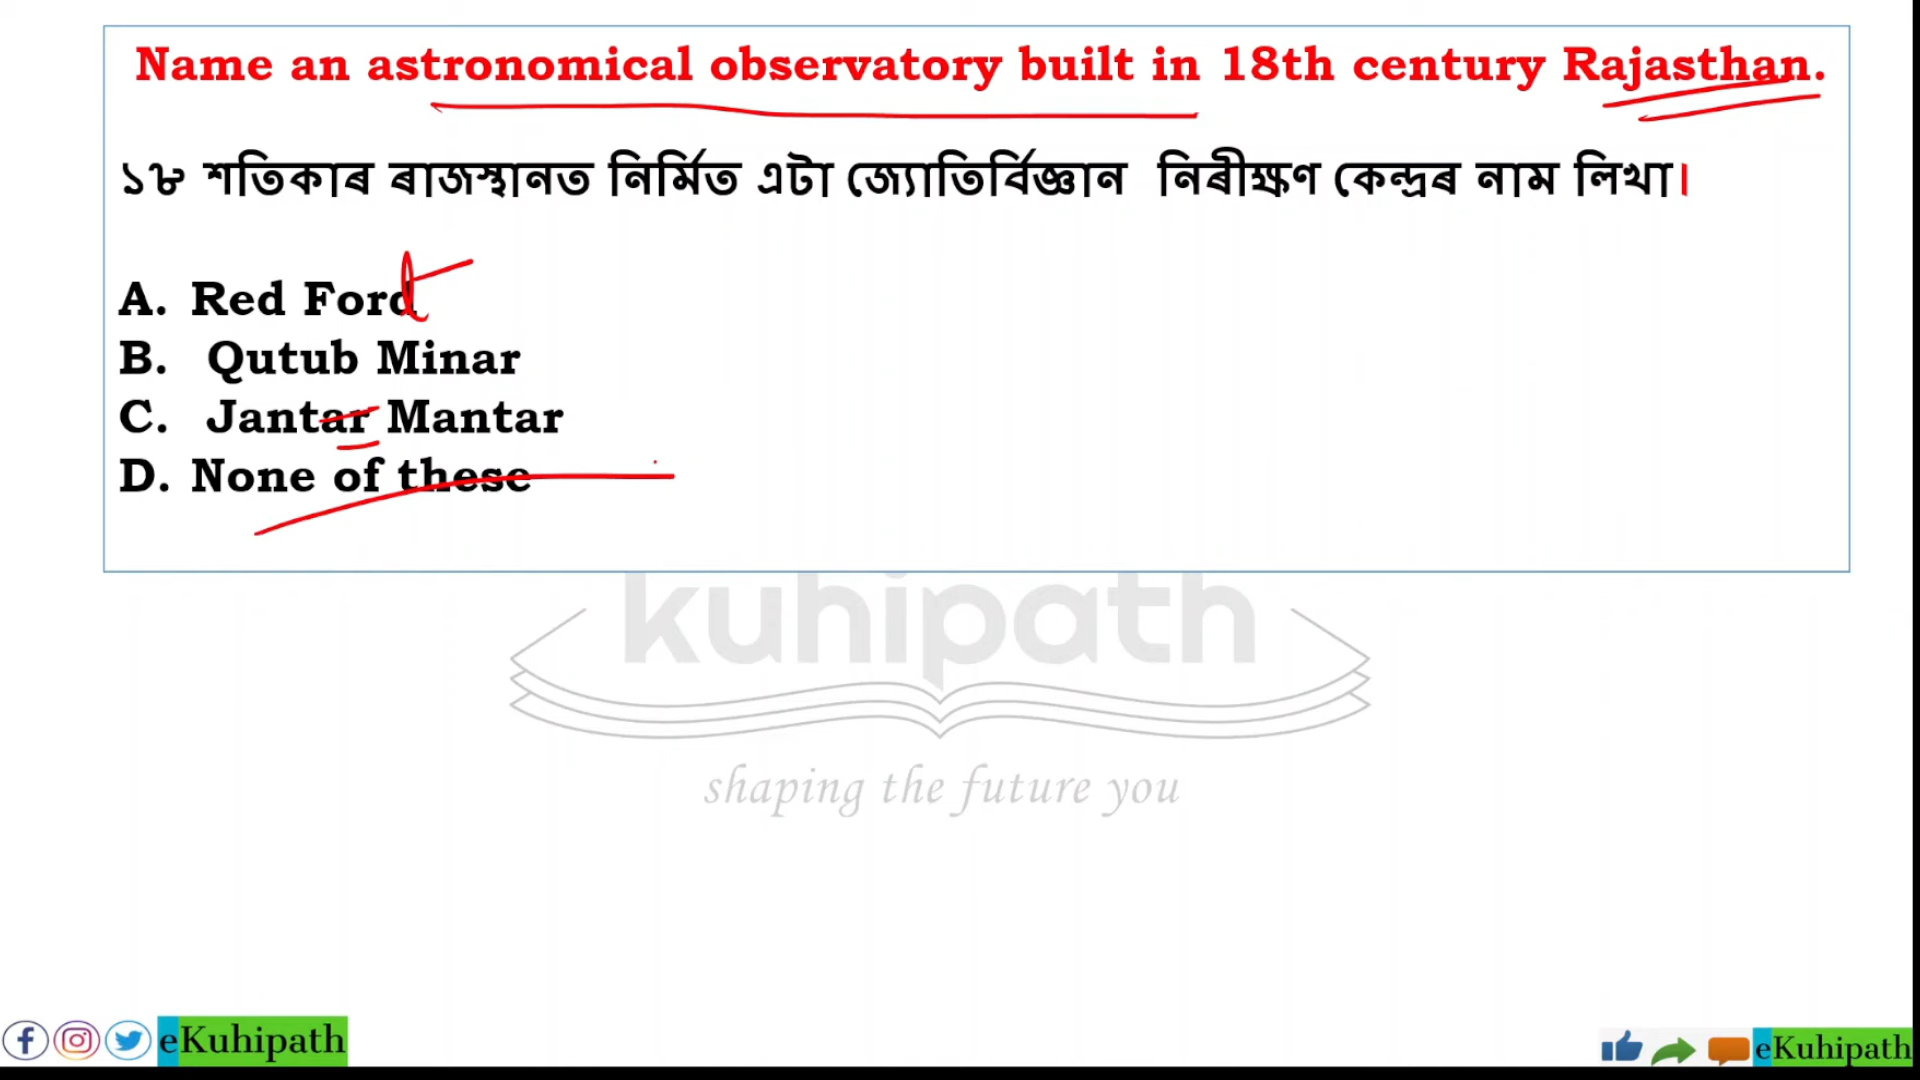 Name an astronomical observatory built in 18th century Rajasthan.
১৮ শতিকাৰ ৰাজস্থানত নিৰ্মিত এটা জ্যোতিৰ্বিজ্ঞান নিৰীক্ষণ কেন্দ্ৰৰ নাম লিখা।
A. Red Ford
B. Qutub Minar
C. Jantar Mantar
D. None of these
kuhipath
shaping the future you
eKuhipath
eKuhipath